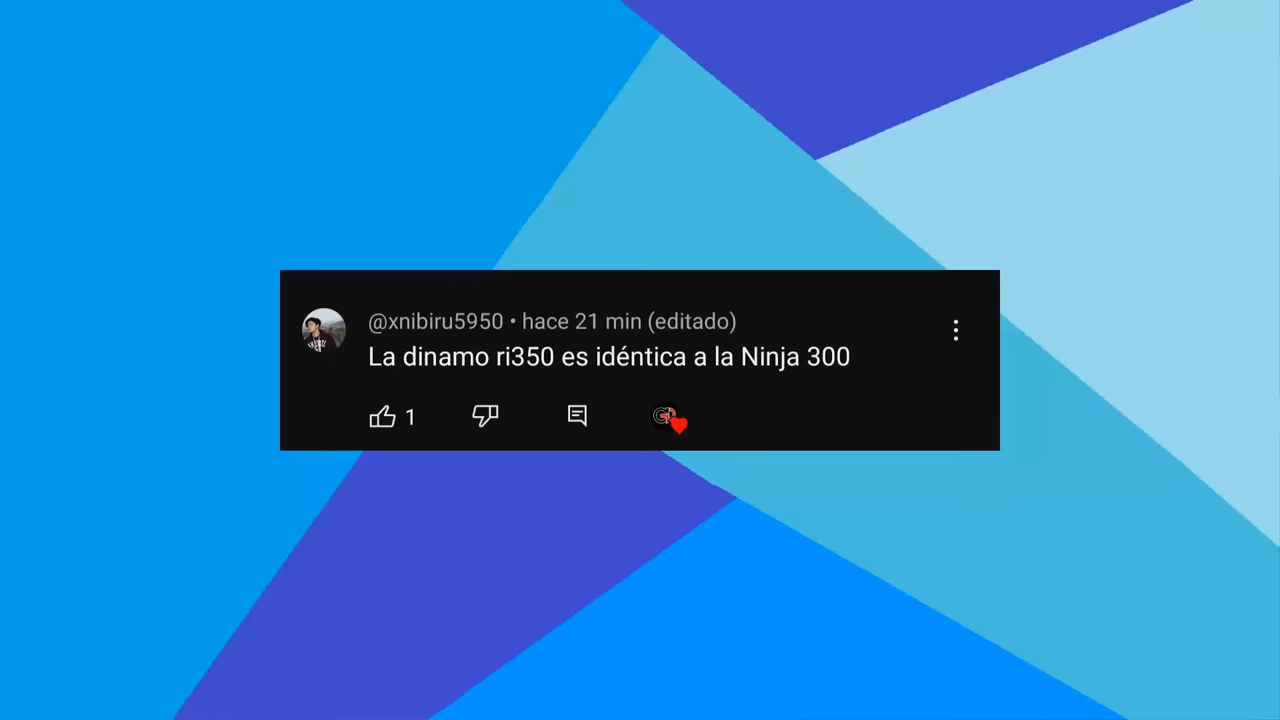 @xnibiru5950 • hace 21 min (editado)
La dinamo ri350 es idéntica a la Ninja 300
1